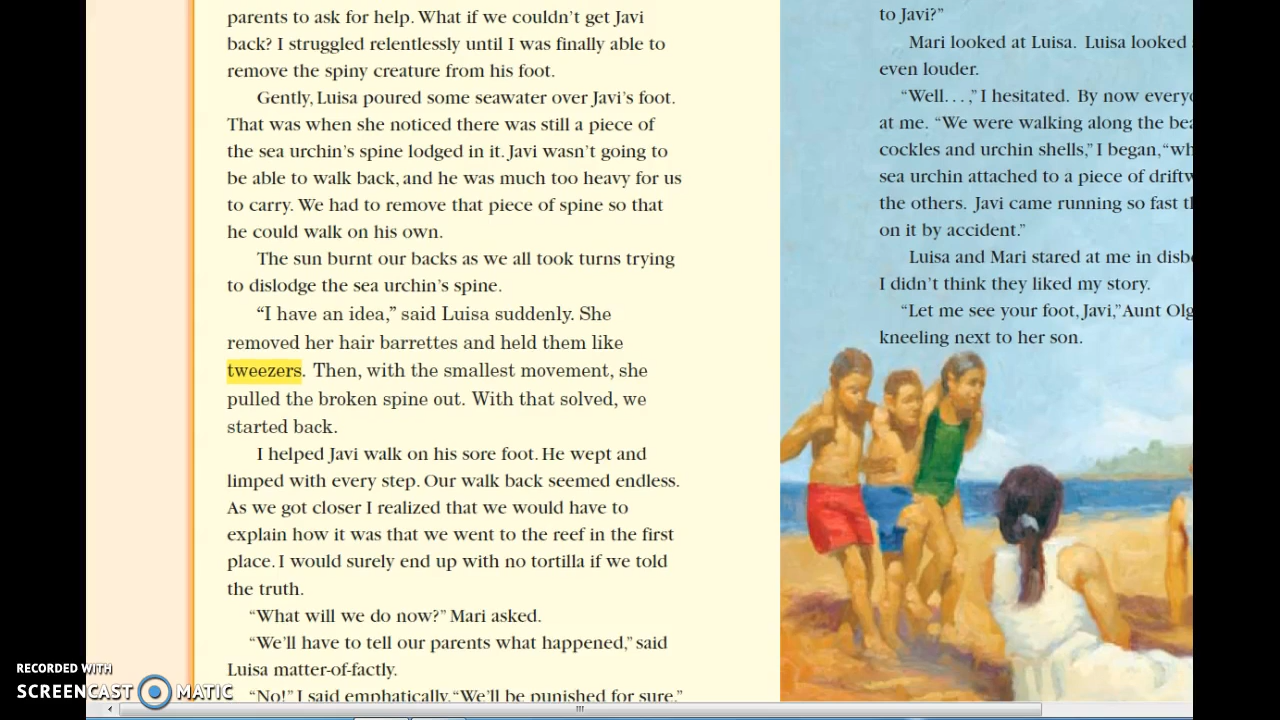 parents to ask for help. What if we couldn't get Javi
back? I struggled relentlessly until I was finally able to
remove the spiny creature from his foot.
Gently, Luisa poured some seawater over Javi's foot.
That was when she noticed there was still a piece of
the sea urchin's spine lodged in it. Javi wasn't going to
be able to walk back, and he was much too heavy for us
to carry. We had to remove that piece of spine so that
he could walk on his own.
The sun burnt our backs as we all took turns trying
to dislodge the sea urchin's spine.
“I have an idea,” said Luisa suddenly. She
removed her hair barrettes and held them like
tweezers. Then, with the smallest movement, she
pulled the broken spine out. With that solved, we
started back.
I helped Javi walk on his sore foot. He wept and
limped with every step. Our walk back seemed endless.
As we got closer I realized that we would have to
explain how it was that we went to the reef in the first
place. I would surely end up with no tortilla if we told
the truth.
“What will we do now?” Mari asked.
“We'll have to tell our parents what happened,” said
Luisa matter-of-factly.
“No!” I said emphatically. “We'll be punished for sure.”
to Javi?”
Mari looked at Luisa. Luisa looked
even louder.
“Well. . . ,” I hesitated. By now
at me. “We were walking along the
cockles and urchin shells,” I began,
sea urchin attached to a piece of
the others. Javi came running so fast
on it by accident.”
Luisa and Mari stared at me in
I didn't think they liked my story.
“Let me see your foot, Javi,” Aunt
kneeling next to her son.
RECORDED WITH
SCREENCAST MATIC